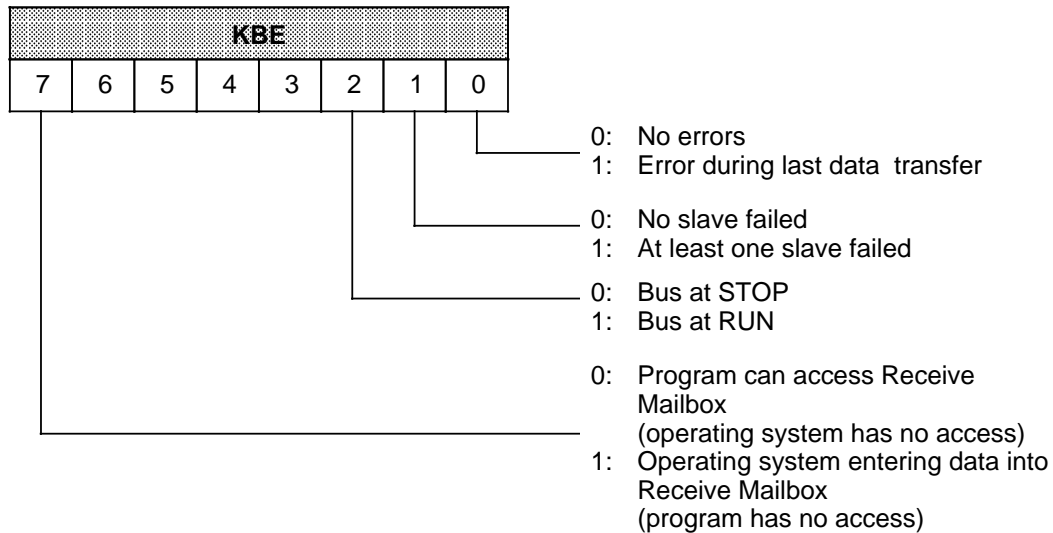 KBE
7 6 5 4 3 2 1 0
0: No errors
1: Error during last data transfer
0: No slave failed
1: At least one slave failed
0: Bus at STOP
1: Bus at RUN
0: Program can access Receive
Mailbox
(operating system has no access)
1: Operating system entering data into
Receive Mailbox
(program has no access)